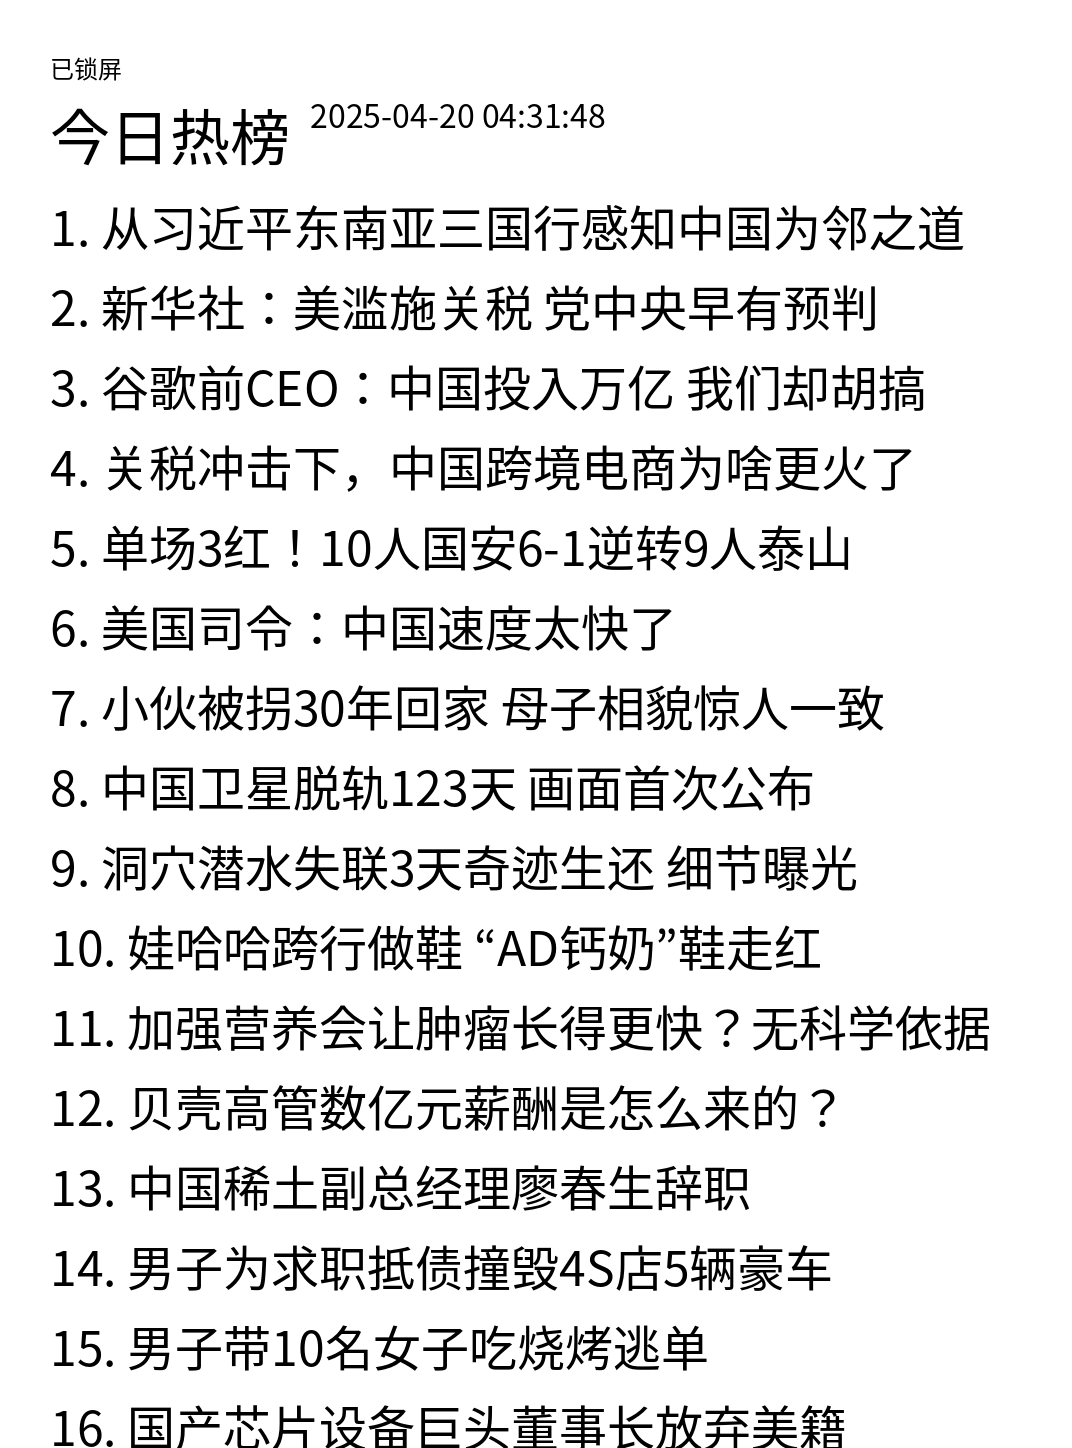 已锁屏
今日热榜 2025-04-20 04:31:48
1. 从习近平东南亚三国行感知中国为邻之道
2. 新华社：美滥施关税 党中央早有预判
3. 谷歌前CEO：中国投入万亿 我们却胡搞
4. 关税冲击下，中国跨境电商为啥更火了
5. 单场3红！10人国安6-1逆转9人泰山
6. 美国司令：中国速度太快了
7. 小伙被拐30年回家 母子相貌惊人一致
8. 中国卫星脱轨123天 画面首次公布
9. 洞穴潜水失联3天奇迹生还 细节曝光
10. 娃哈哈跨行做鞋 “AD钙奶”鞋走红
11. 加强营养会让肿瘤长得更快？无科学依据
12. 贝壳高管数亿元薪酬是怎么来的？
13. 中国稀土副总经理廖春生辞职
14. 男子为求职抵债撞毁4S店5辆豪车
15. 男子带10名女子吃烧烤逃单
16. 国产芯片设备巨头董事长放弃美籍